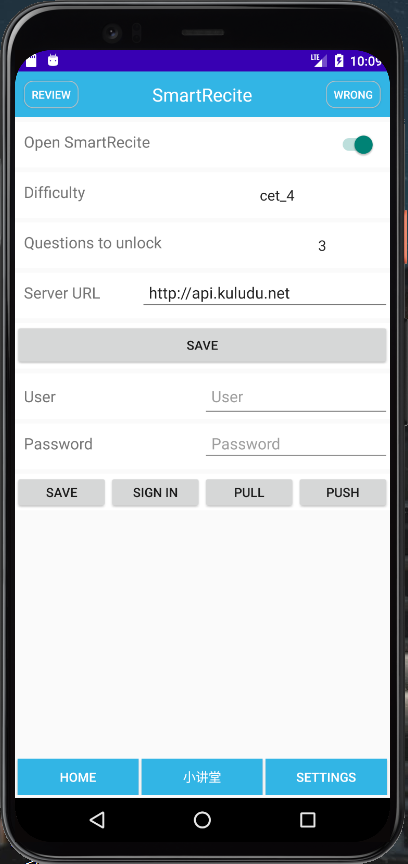 LTE 10:09
REVIEW SmartRecite WRONG
Open SmartRecite
Difficulty cet_4
Questions to unlock 3
Server URL http://api.kuludu.net
SAVE
User User
Password Password
SAVE SIGN IN PULL PUSH
HOME 小讲堂 SETTINGS